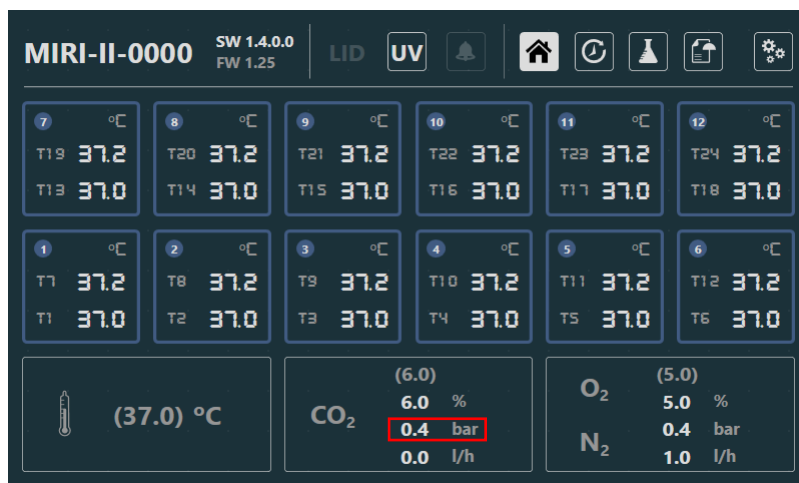 MIRI-II-0000 SW 1.4.0.0 LID UV
FW 1.25
7 °C 8 °C 9 °C 10 °C 11 °C 12 °C
T19 37.2 T20 37.2 T21 37.2 T22 37.2 T23 37.2 T24 37.2
T13 37.0 T14 37.0 T15 37.0 T16 37.0 T17 37.0 T18 37.0
1 °C 2 °C 3 °C 4 °C 5 °C 6 °C
T7 37.2 T8 37.2 T9 37.2 T10 37.2 T11 37.2 T12 37.2
T1 37.0 T2 37.0 T3 37.0 T4 37.0 T5 37.0 T6 37.0
(37.0) ºC
CO₂
(6.0)
6.0 %
0.4 bar
0.0 l/h
O₂
N₂
(5.0)
5.0 %
0.4 bar
1.0 l/h